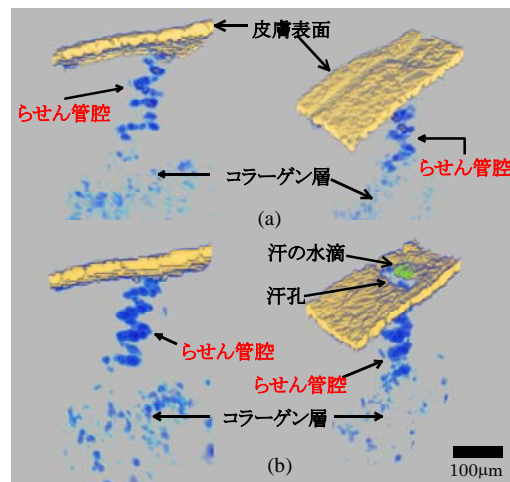 皮膚表面
らせん管腔
らせん管腔
コラーゲン層
(a)
汗の水滴
汗孔
らせん管腔
らせん管腔
コラーゲン層
(b)
100μm